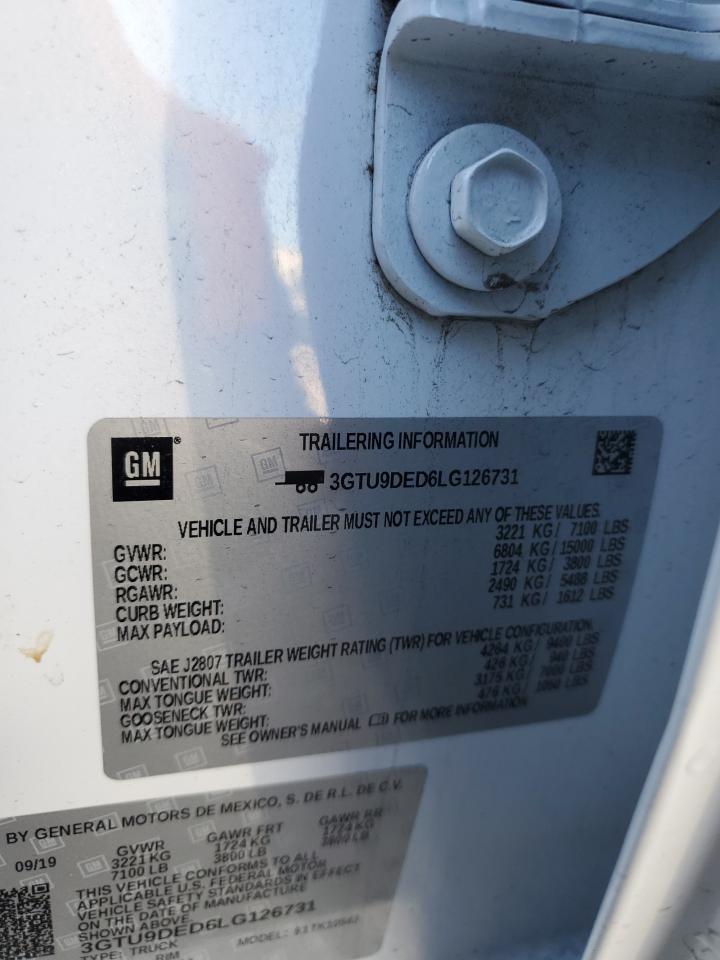 GM®
TRAILERING INFORMATION
3GTU9DED6LG126731
VEHICLE AND TRAILER MUST NOT EXCEED ANY OF THESE VALUES.
GVWR: 3221 KG/ 7100 LBS
GCWR: 6804 KG/15000 LBS
RGAWR: 1724 KG/ 3800 LBS
CURB WEIGHT: 2490 KG/ 5488 LBS
MAX PAYLOAD: 731 KG/ 1612 LBS
SAE J2807 TRAILER WEIGHT RATING (TWR) FOR VEHICLE CONFIGURATION.
CONVENTIONAL TWR: 4264 KG/ 9400 LBS
MAX TONGUE WEIGHT: 426 KG/ 940 LBS
GOOSENECK TWR: 3175 KG/ 7000 LBS
MAX TONGUE WEIGHT: 476 KG/ 1050 LBS
SEE OWNER'S MANUAL FOR MORE INFORMATION
BY GENERAL MOTORS DE MEXICO, S. DE R.L. DE C.V.
09/19 GVWR GAWR FRT GAWR RR
3221 KG 1724 KG 1724 KG
7100 LB 3800 LB 3800 LB
THIS VEHICLE CONFORMS TO ALL
APPLICABLE U.S. FEDERAL MOTOR
VEHICLE SAFETY STANDARDS IN EFFECT
ON THE DATE OF MANUFACTURE
SHOWN ABOVE.
3GTU9DED6LG126731
TYPE: TRUCK MODEL:
RIM